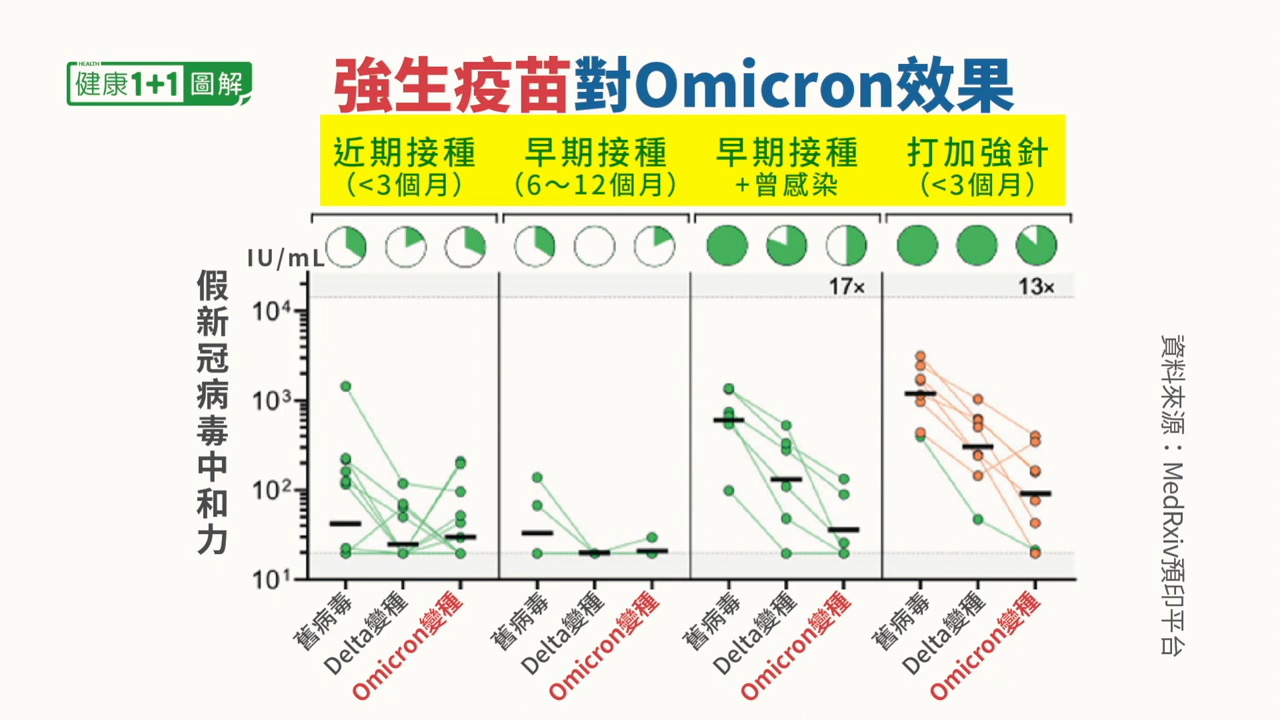 HEALTH
健康1+1 圖解
強生疫苗對Omicron效果
近期接種
(<3個月)
早期接種
(6～12個月)
早期接種
+曾感染
打加強針
(<3個月)
IU/mL
17×
13×
假新冠病毒中和力
10⁴
10³
10²
10¹
舊病毒
Delta變種
Omicron變種
舊病毒
Delta變種
Omicron變種
舊病毒
Delta變種
Omicron變種
舊病毒
Delta變種
Omicron變種
資料來源：MedRxiv預印平台